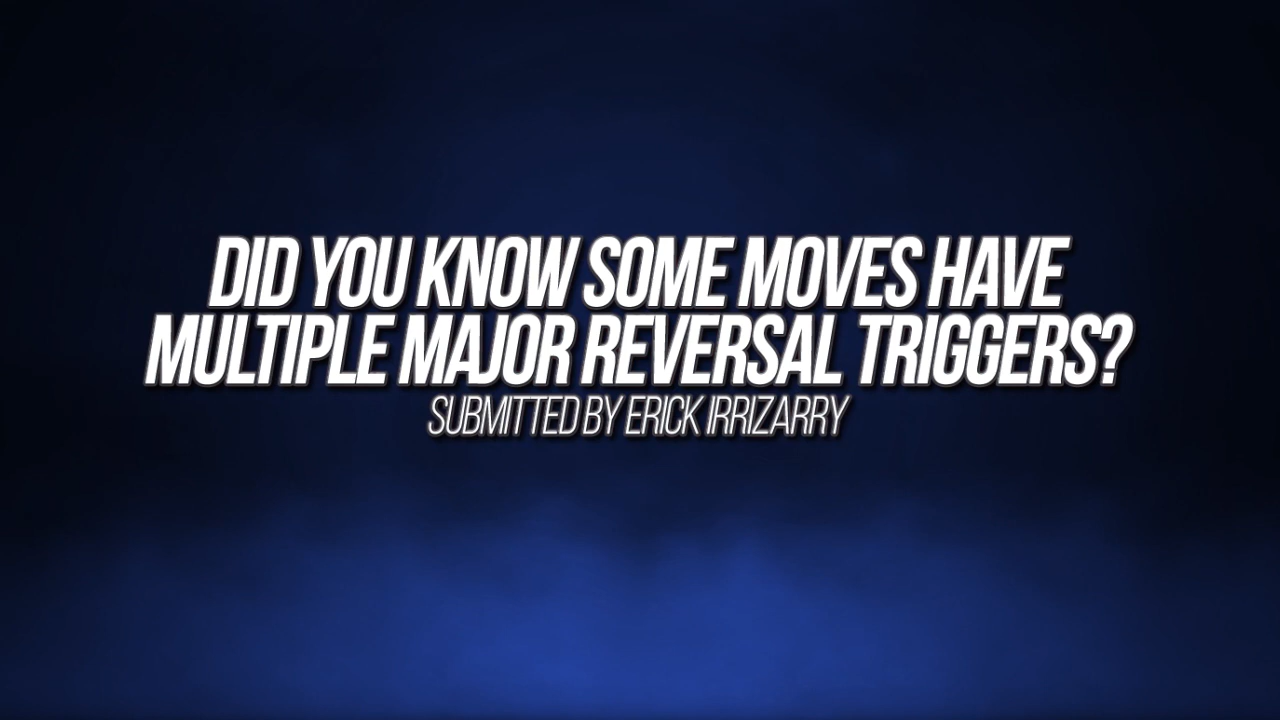 DID YOU KNOW SOME MOVES HAVE
MULTIPLE MAJOR REVERSAL TRIGGERS?
SUBMITTED BY ERICK IRRIZARRY